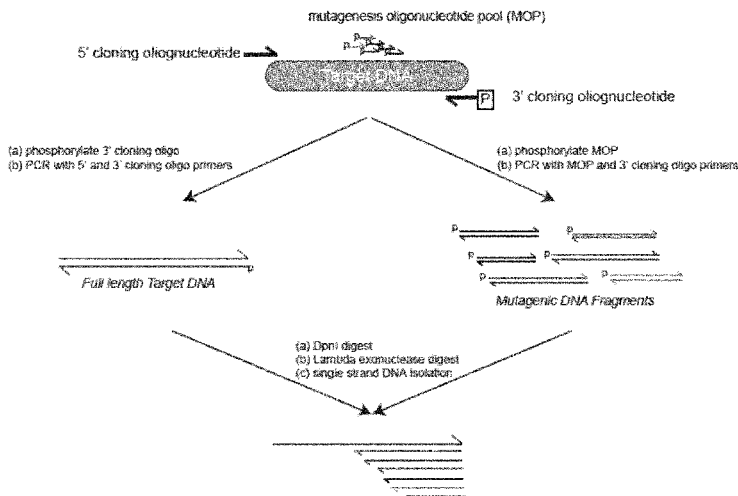 mutagenesis oligonucleotide pool (MOP)
p
p
p
5' cloning oliognucleotide
Target DNA
P
3' cloning oliognucleotide
(a) phosphorylate 3' cloning oligo
(b) PCR with 5' and 3' cloning oligo primers
(a) phosphorylate MOP
(b) PCR with MOP and 3' cloning oligo primers
p
p
p
p
p
p
p
Full length Target DNA
Mutagenic DNA Fragments
(a) DpnI digest
(b) Lambda exonuclease digest
(c) single strand DNA isolation